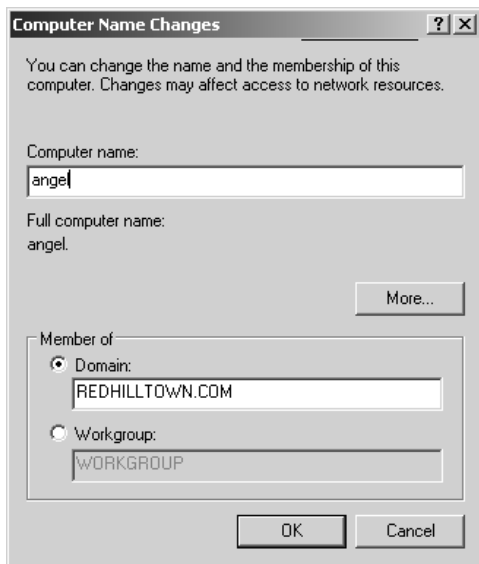 Computer Name Changes
You can change the name and the membership of this
computer. Changes may affect access to network resources.
Computer name:
angel
Full computer name:
angel.
More...
Member of
Domain:
REDHILLTOWN.COM
Workgroup:
WORKGROUP
OK
Cancel